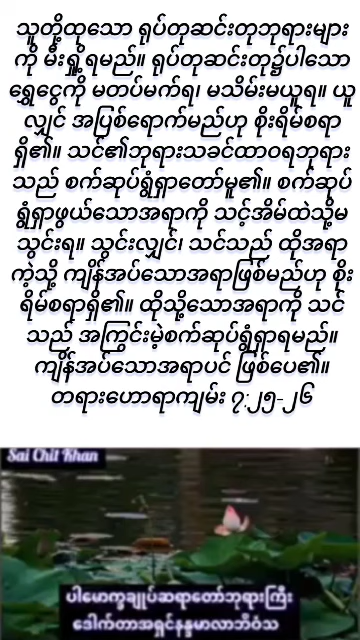 သူတို့ထုသော ရုပ်တုဆင်းတုဘုရားများ
ကို မီးရှို့ရမည်။ ရုပ်တုဆင်းတု၌ပါသော
ရွှေငွေကို မတပ်မက်ရ၊ မသိမ်းမယူရ။ ယူ
လျှင် အပြစ်ရောက်မည်ဟု စိုးရိမ်စရာ
ရှိ၏။ သင်၏ဘုရားသခင်ထာဝရဘုရား
သည် စက်ဆုပ်ရွံရှာတော်မူ၏။ စက်ဆုပ်
ရွံရှာဖွယ်သောအရာကို သင့်အိမ်ထဲသို့မ
သွင်းရ။ သွင်းလျှင်၊ သင်သည် ထိုအရာ
ကဲ့သို့ ကျိန်အပ်သောအရာဖြစ်မည်ဟု စိုး
ရိမ်စရာရှိ၏။ ထိုသို့သောအရာကို သင်
သည် အကြွင်းမဲ့စက်ဆုပ်ရွံရှာရမည်။
ကျိန်အပ်သောအရာပင် ဖြစ်ပေ၏။
တရားဟောရာကျမ်း ၇:၂၅-၂၆
Sai Chit Khan
ပါမောက္ခချုပ်ဆရာတော်ဘုရားကြီး
ဒေါက်တာအရှင်နန္ဒမာလာဘိဝံသ